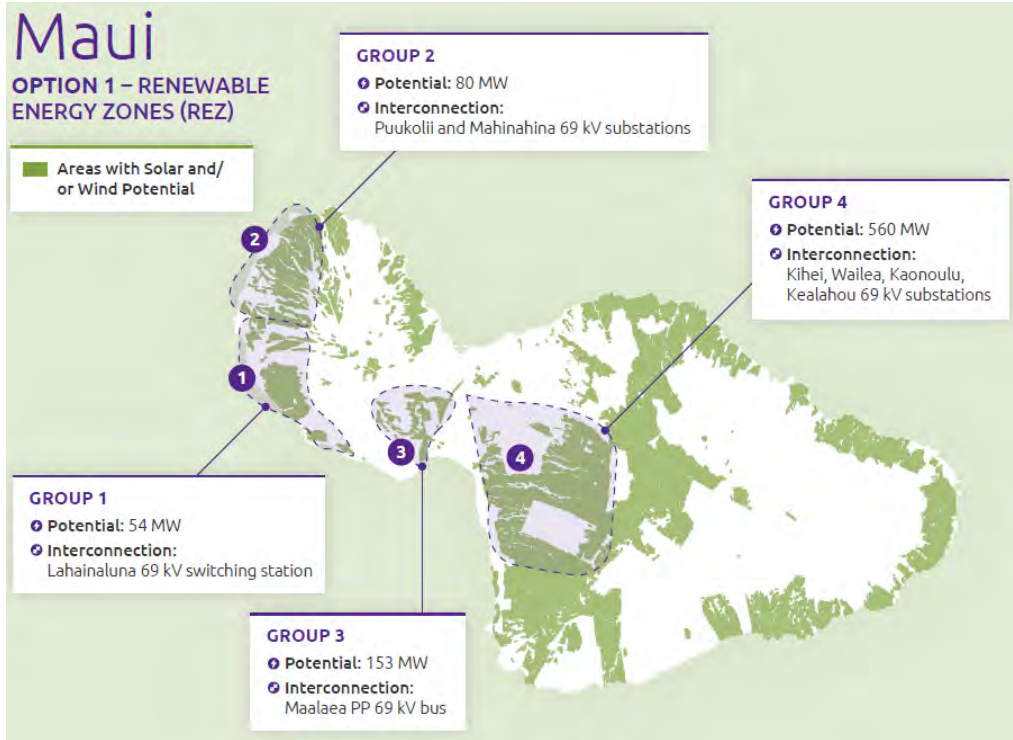 Maui
OPTION 1 – RENEWABLE
ENERGY ZONES (REZ)
Areas with Solar and/
or Wind Potential
GROUP 2
Potential: 80 MW
Interconnection:
Puukolii and Mahinahina 69 kV substations
GROUP 4
Potential: 560 MW
Interconnection:
Kihei, Wailea, Kaonoulu,
Kealahou 69 kV substations
2
1
3
4
GROUP 1
Potential: 54 MW
Interconnection:
Lahainaluna 69 kV switching station
GROUP 3
Potential: 153 MW
Interconnection:
Maalaea PP 69 kV bus